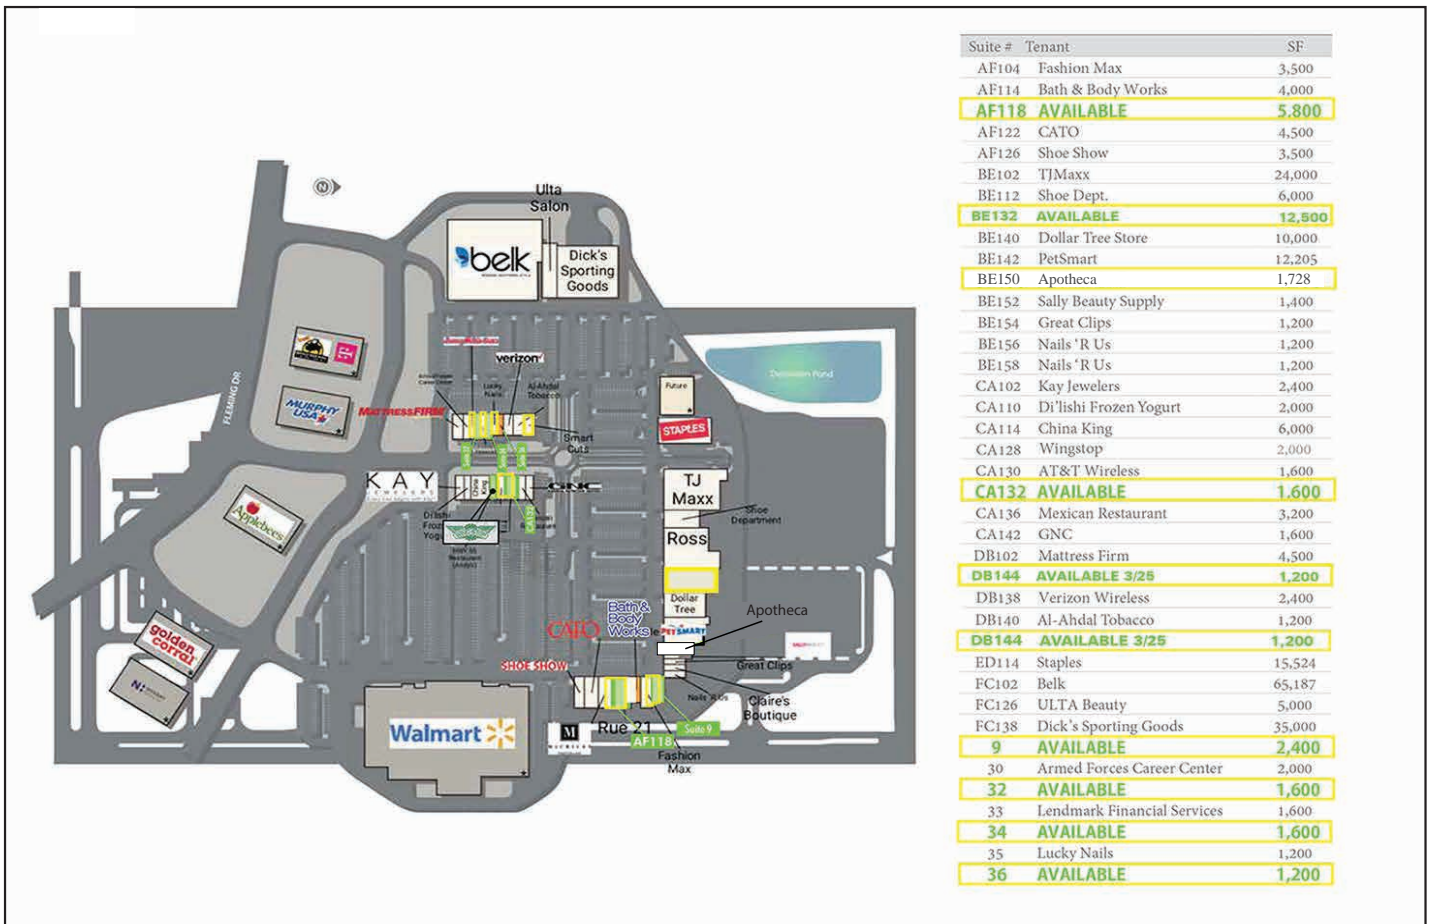 Ulta
Salon
N
belk
Dick's
Sporting
Goods
verizon
Lucky
Nails
Al-Ahdal
Tobacco
Future
MURPHY
USA
MATTRESSFIRM
FLEMING DR
Detention Pond
STAPLES
Smart
Cuts
KAY
JEWELERS
China
King
GNC
TJ
Maxx
Shoe
Department
Applebees
CA132
Ross
Dollar
Tree
Apotheca
Bath &
Body
Works
CATO
PETSMART
golden
corral
SHOE SHOW
Great Clips
Nails 'R Us
Claire's
Boutique
Walmart
M
Rue 21
Suite 9
AF118
Fashion
Max
Suite # Tenant SF
AF104 Fashion Max 3,500
AF114 Bath & Body Works 4,000
AF118 AVAILABLE 5.800
AF122 CATO 4,500
AF126 Shoe Show 3,500
BE102 TJMaxx 24,000
BE112 Shoe Dept. 6,000
BE132 AVAILABLE 12,500
BE140 Dollar Tree Store 10,000
BE142 PetSmart 12,205
BE150 Apotheca 1,728
BE152 Sally Beauty Supply 1,400
BE154 Great Clips 1,200
BE156 Nails ‘R Us 1,200
BE158 Nails ‘R Us 1,200
CA102 Kay Jewelers 2,400
CA110 Di’lishi Frozen Yogurt 2,000
CA114 China King 6,000
CA128 Wingstop 2,000
CA130 AT&T Wireless 1,600
CA132 AVAILABLE 1.600
CA136 Mexican Restaurant 3,200
CA142 GNC 1,600
DB102 Mattress Firm 4,500
DB144 AVAILABLE 3/25 1,200
DB138 Verizon Wireless 2,400
DB140 Al-Ahdal Tobacco 1,200
DB144 AVAILABLE 3/25 1,200
ED114 Staples 15,524
FC102 Belk 65,187
FC126 ULTA Beauty 5,000
FC138 Dick’s Sporting Goods 35,000
9 AVAILABLE 2,400
30 Armed Forces Career Center 2,000
32 AVAILABLE 1,600
33 Lendmark Financial Services 1,600
34 AVAILABLE 1,600
35 Lucky Nails 1,200
36 AVAILABLE 1,200